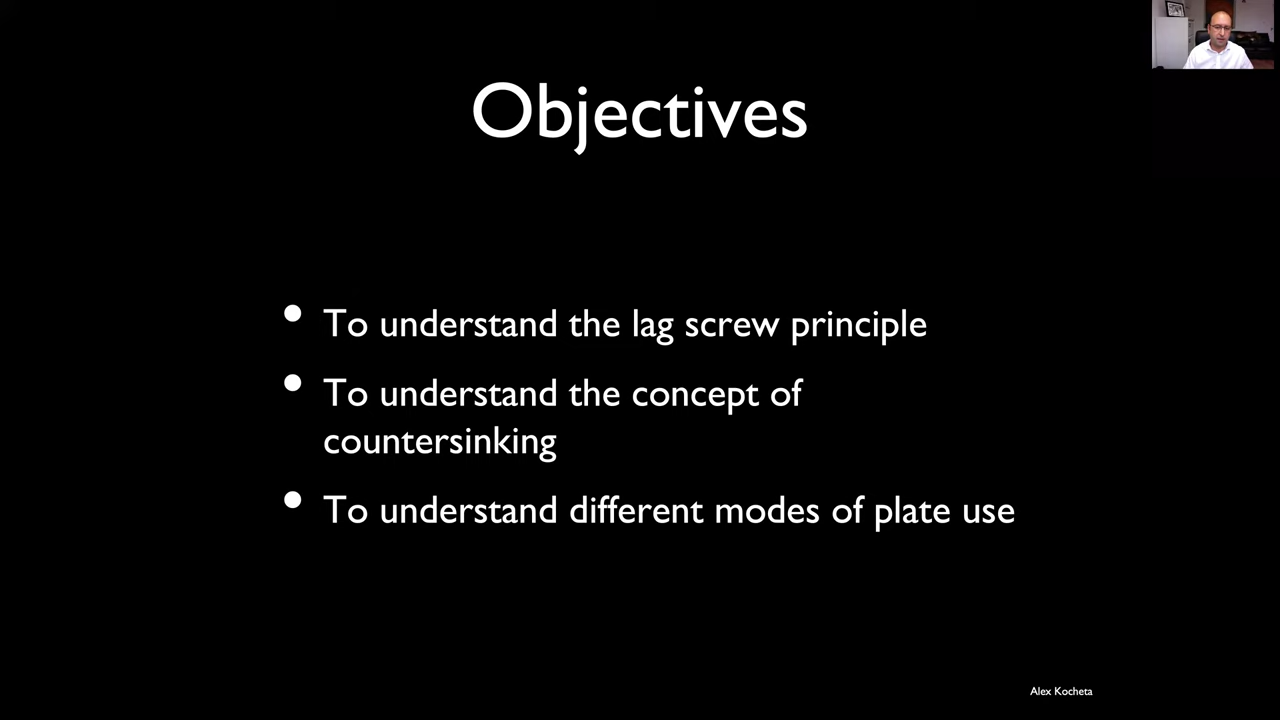 Objectives
• To understand the lag screw principle
• To understand the concept of
countersinking
• To understand different modes of plate use
Alex Kocheta